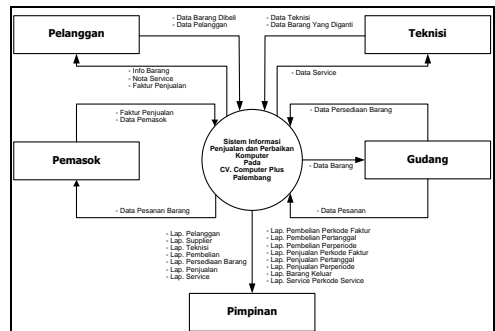 Pelanggan
- Data Barang Dibeli
- Data Pelanggan
- Data Teknisi
- Data Barang Yang Diganti
Teknisi
- Info Barang
- Nota Service
- Faktur Penjualan
- Data Service
- Faktur Penjualan
- Data Pemasok
- Data Persediaan Barang
Pemasok
Sistem Informasi
Penjualan dan Perbaikan
Komputer
Pada
CV. Computer Plus
Palembang
- Data Barang
Gudang
- Data Pesanan Barang
- Data Pesanan
- Lap. Pelanggan
- Lap. Supplier
- Lap. Teknisi
- Lap. Pembelian
- Lap. Persediaan Barang
- Lap. Penjualan
- Lap. Service
- Lap. Pembelian Perkode Faktur
- Lap. Pembelian Pertanggal
- Lap. Pembelian Perperiode
- Lap. Penjualan Perkode Faktur
- Lap. Penjualan Pertanggal
- Lap. Penjualan Perperiode
- Lap. Barang Keluar
- Lap. Service Perkode Service
Pimpinan